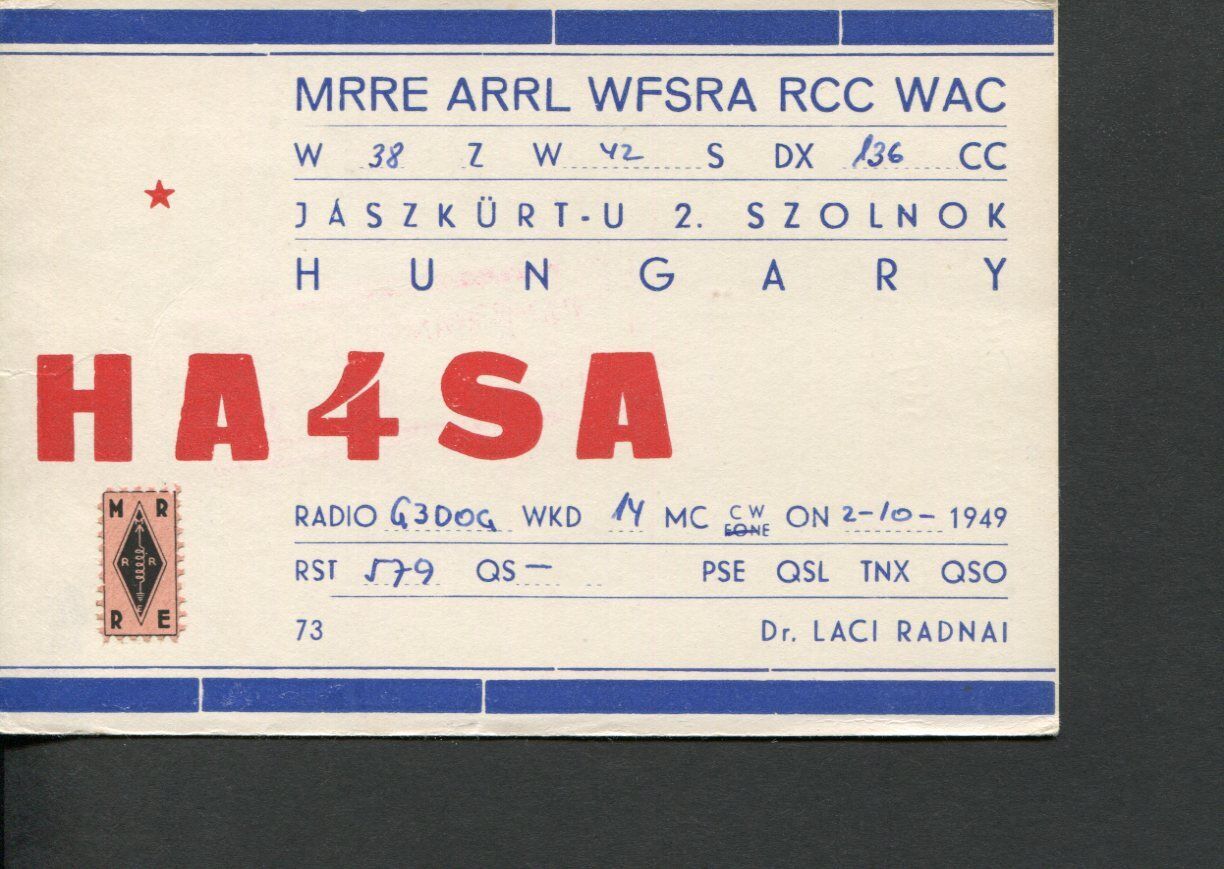 MRRE ARRL WFSRA RCC WAC
W 38 Z W 42 S DX 136 CC
JÁSZKÜRT-U 2. SZOLNOK
HUNGARY
HA4SA
M R
R R
R E
RADIO G3DOG WKD 14 MC CW FONE ON 2-10- 1949
RST 579 QS — PSE QSL TNX QSO
73 Dr. LACI RADNAI